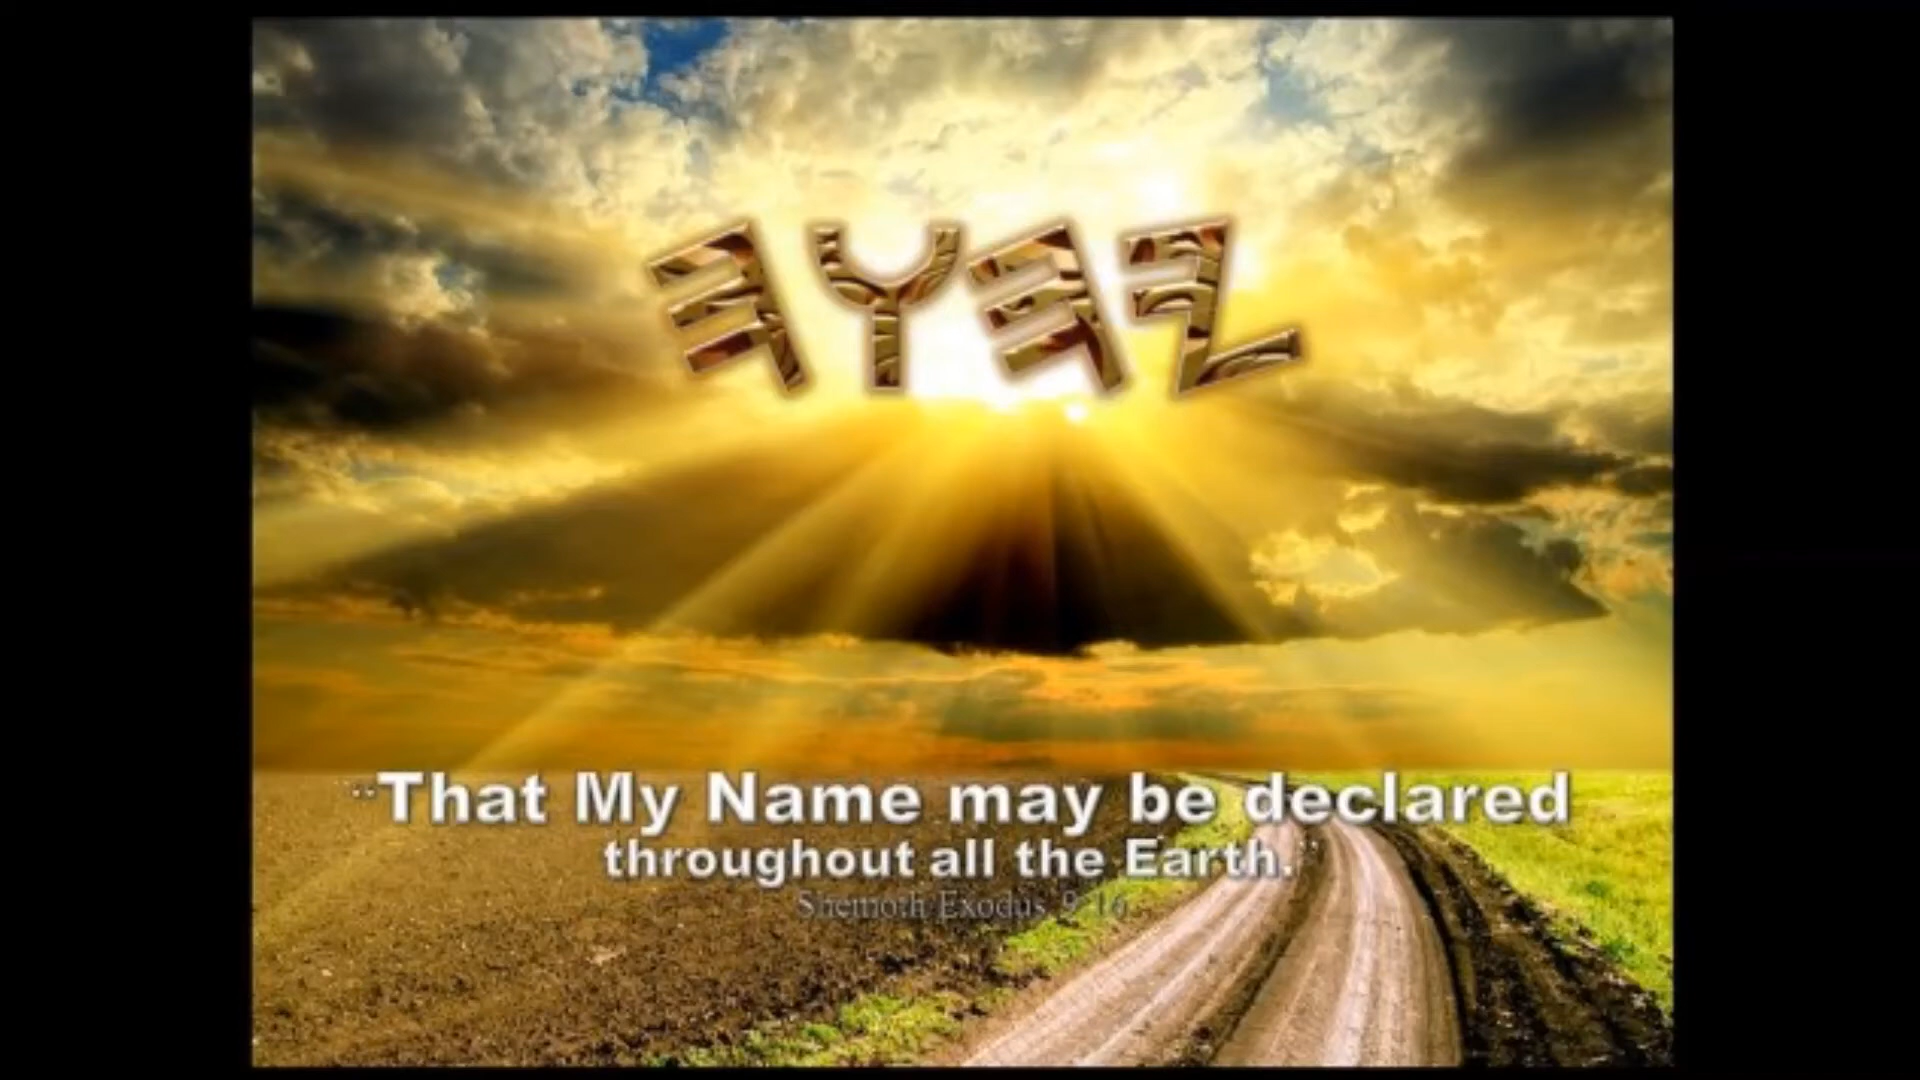 𐤉𐤄𐤅𐤄
"That My Name may be declared
throughout all the Earth."
Shemoth Exodus 9:16